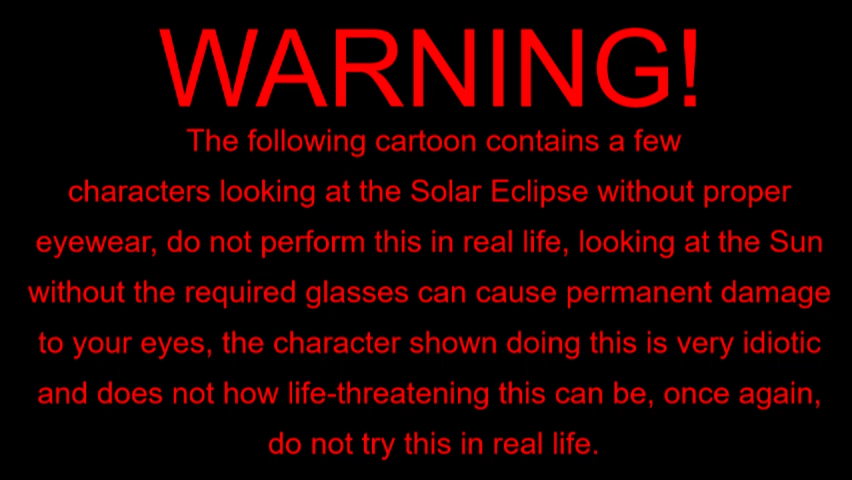 WARNING!
The following cartoon contains a few
characters looking at the Solar Eclipse without proper
eyewear, do not perform this in real life, looking at the Sun
without the required glasses can cause permanent damage
to your eyes, the character shown doing this is very idiotic
and does not how life-threatening this can be, once again,
do not try this in real life.